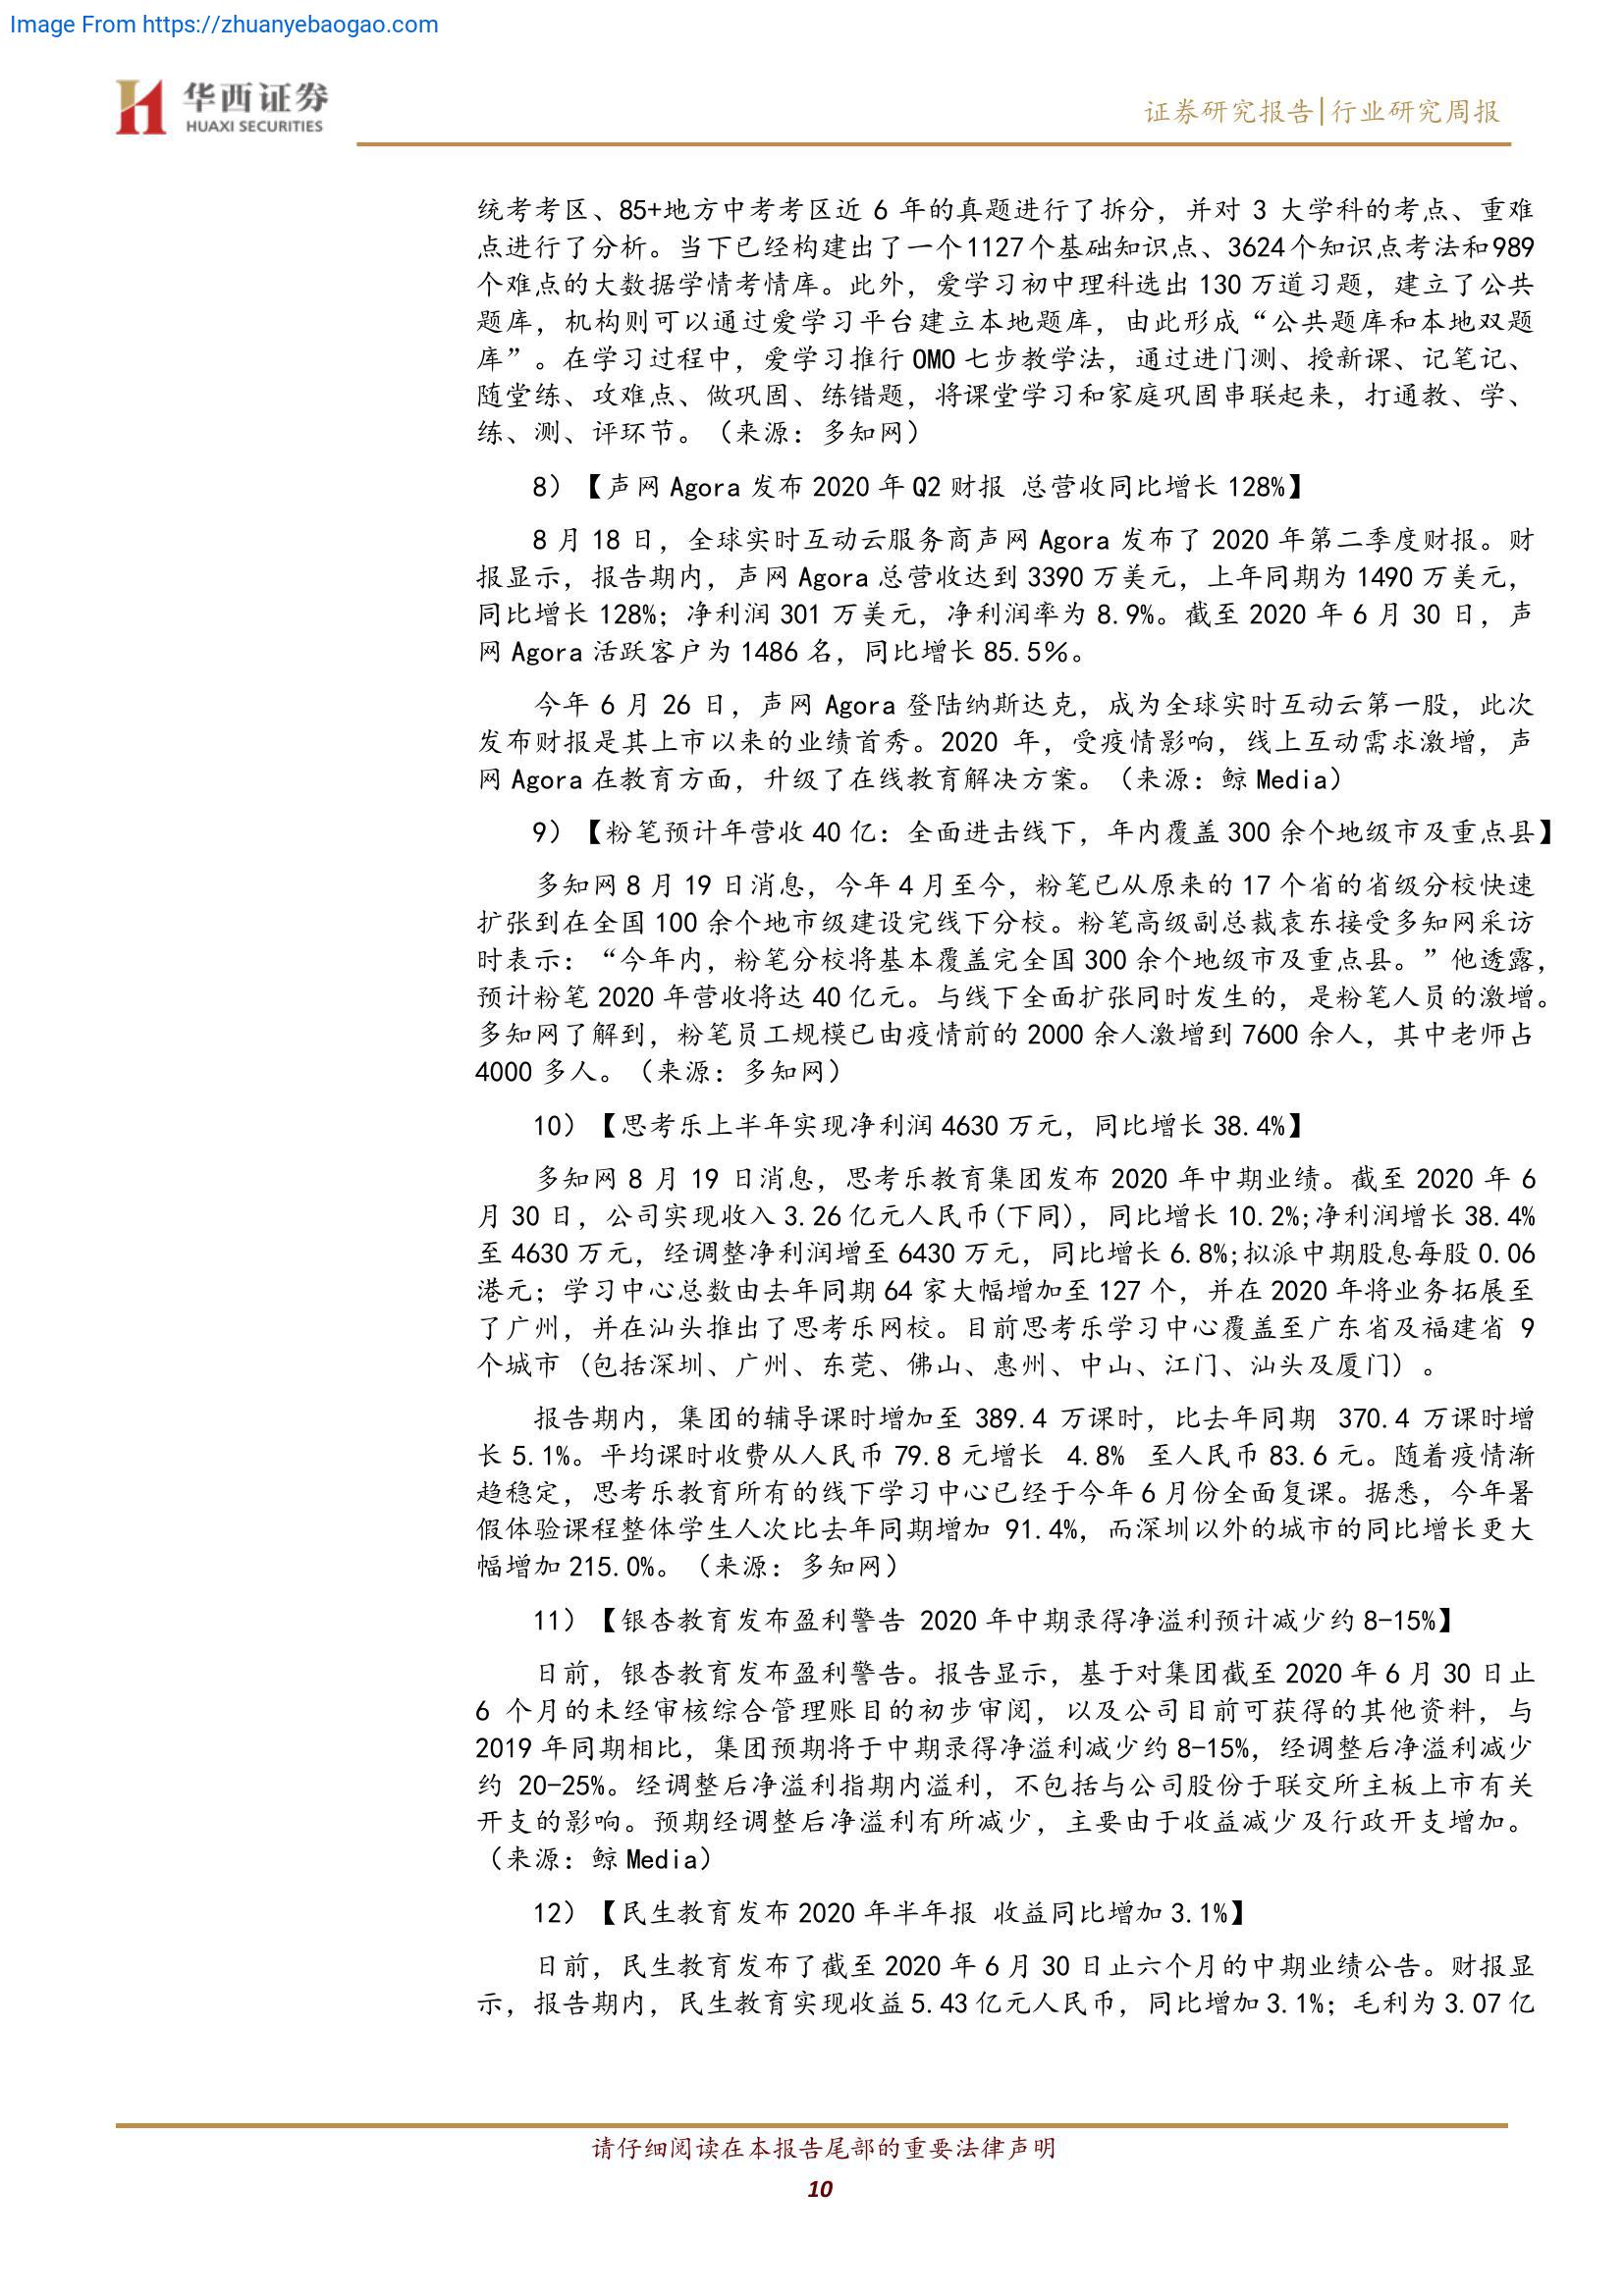 Image From https://zhuanyebaogao.com
华西证券
HUAXI SECURITIES
证券研究报告|行业研究周报
统考考区、85+地方中考考区近 6 年的真题进行了拆分，并对 3 大学科的考点、重难
点进行了分析。当下已经构建出了一个1127个基础知识点、3624个知识点考法和989
个难点的大数据学情考情库。此外，爱学习初中理科选出 130 万道习题，建立了公共
题库，机构则可以通过爱学习平台建立本地题库，由此形成“公共题库和本地双题
库”。在学习过程中，爱学习推行 OMO 七步教学法，通过进门测、授新课、记笔记、
随堂练、攻难点、做巩固、练错题，将课堂学习和家庭巩固串联起来，打通教、学、
练、测、评环节。（来源：多知网）
8）【声网 Agora 发布 2020 年 Q2 财报 总营收同比增长 128%】
8 月 18 日，全球实时互动云服务商声网 Agora 发布了 2020 年第二季度财报。财
报显示，报告期内，声网 Agora 总营收达到 3390 万美元，上年同期为 1490 万美元，
同比增长 128%；净利润 301 万美元，净利润率为 8.9%。截至 2020 年 6 月 30 日，声
网 Agora 活跃客户为 1486 名，同比增长 85.5％。
今年 6 月 26 日，声网 Agora 登陆纳斯达克，成为全球实时互动云第一股，此次
发布财报是其上市以来的业绩首秀。2020 年，受疫情影响，线上互动需求激增，声
网 Agora 在教育方面，升级了在线教育解决方案。（来源：鲸 Media）
9）【粉笔预计年营收 40 亿：全面进击线下，年内覆盖 300 余个地级市及重点县】
多知网 8 月 19 日消息，今年 4 月至今，粉笔已从原来的 17 个省的省级分校快速
扩张到在全国 100 余个地市级建设完线下分校。粉笔高级副总裁袁东接受多知网采访
时表示：“今年内，粉笔分校将基本覆盖完全国 300 余个地级市及重点县。”他透露，
预计粉笔 2020 年营收将达 40 亿元。与线下全面扩张同时发生的，是粉笔人员的激增。
多知网了解到，粉笔员工规模已由疫情前的 2000 余人激增到 7600 余人，其中老师占
4000 多人。（来源：多知网）
10）【思考乐上半年实现净利润 4630 万元，同比增长 38.4%】
多知网 8 月 19 日消息，思考乐教育集团发布 2020 年中期业绩。截至 2020 年 6
月 30 日，公司实现收入 3.26 亿元人民币(下同)，同比增长 10.2%;净利润增长 38.4%
至 4630 万元，经调整净利润增至 6430 万元，同比增长 6.8%;拟派中期股息每股 0.06
港元；学习中心总数由去年同期 64 家大幅增加至 127 个，并在 2020 年将业务拓展至
了广州，并在汕头推出了思考乐网校。目前思考乐学习中心覆盖至广东省及福建省 9
个城市 (包括深圳、广州、东莞、佛山、惠州、中山、江门、汕头及厦门) 。
报告期内，集团的辅导课时增加至 389.4 万课时，比去年同期 370.4 万课时增
长 5.1%。平均课时收费从人民币 79.8 元增长 4.8% 至人民币 83.6 元。随着疫情渐
趋稳定，思考乐教育所有的线下学习中心已经于今年 6 月份全面复课。据悉，今年暑
假体验课程整体学生人次比去年同期增加 91.4%，而深圳以外的城市的同比增长更大
幅增加 215.0%。（来源：多知网）
11）【银杏教育发布盈利警告 2020 年中期录得净溢利预计减少约 8-15%】
日前，银杏教育发布盈利警告。报告显示，基于对集团截至 2020 年 6 月 30 日止
6 个月的未经审核综合管理账目的初步审阅，以及公司目前可获得的其他资料，与
2019 年同期相比，集团预期将于中期录得净溢利减少约 8-15%，经调整后净溢利减少
约 20-25%。经调整后净溢利指期内溢利，不包括与公司股份于联交所主板上市有关
开支的影响。预期经调整后净溢利有所减少，主要由于收益减少及行政开支增加。
（来源：鲸 Media）
12）【民生教育发布 2020 年半年报 收益同比增加 3.1%】
日前，民生教育发布了截至 2020 年 6 月 30 日止六个月的中期业绩公告。财报显
示，报告期内，民生教育实现收益 5.43 亿元人民币，同比增加 3.1%；毛利为 3.07 亿
请仔细阅读在本报告尾部的重要法律声明
10